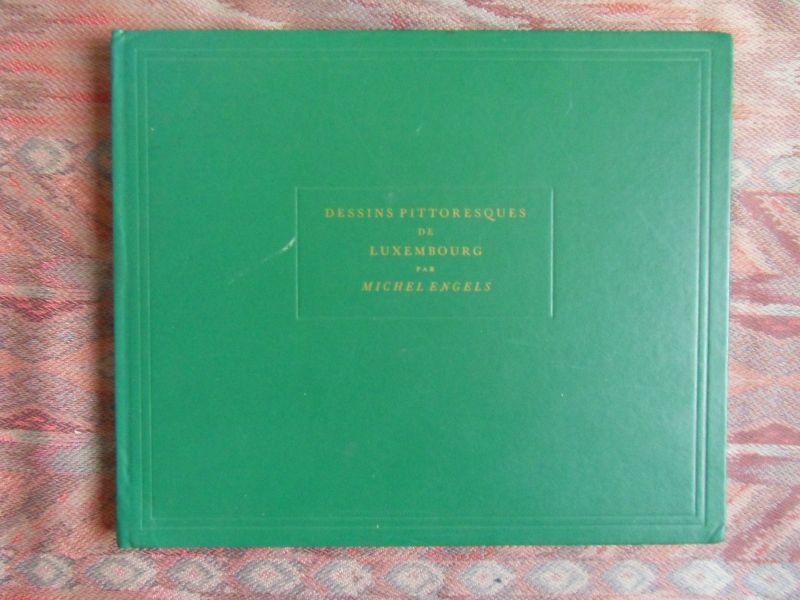 DESSINS PITTORESQUES
DE
LUXEMBOURG
PAR
MICHEL ENGELS